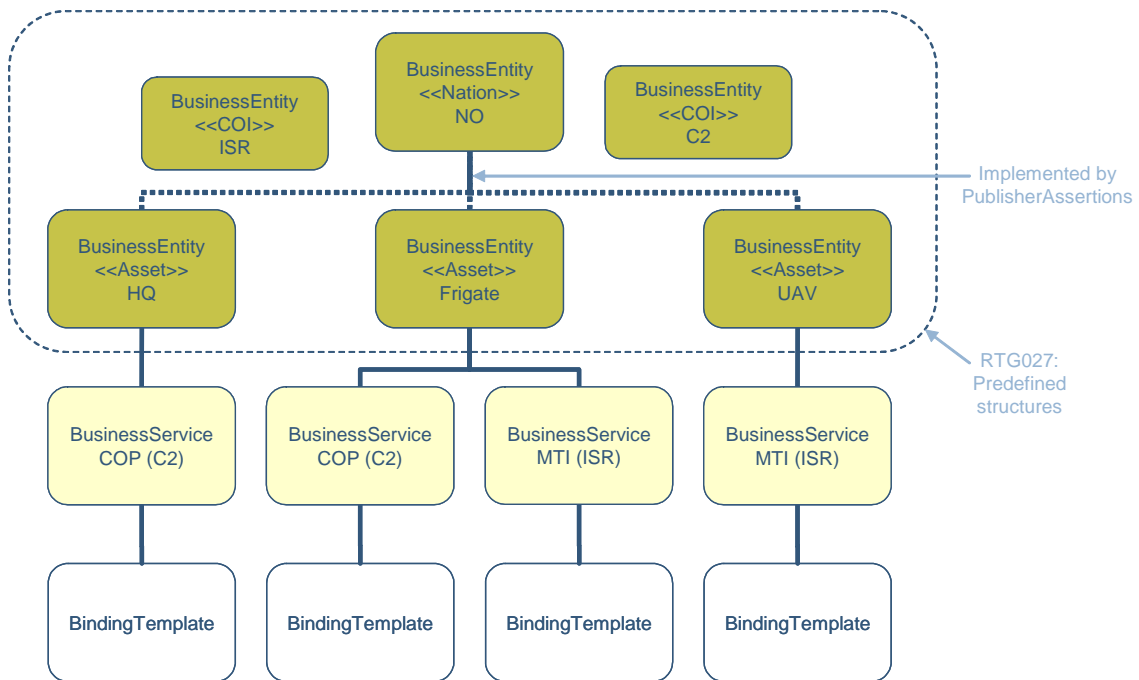 BusinessEntity
<<Nation>>
NO
BusinessEntity
<<COI>>
ISR
BusinessEntity
<<COI>>
C2
Implemented by
PublisherAssertions
BusinessEntity
<<Asset>>
HQ
BusinessEntity
<<Asset>>
Frigate
BusinessEntity
<<Asset>>
UAV
RTG027:
Predefined
structures
BusinessService
COP (C2)
BusinessService
COP (C2)
BusinessService
MTI (ISR)
BusinessService
MTI (ISR)
BindingTemplate
BindingTemplate
BindingTemplate
BindingTemplate